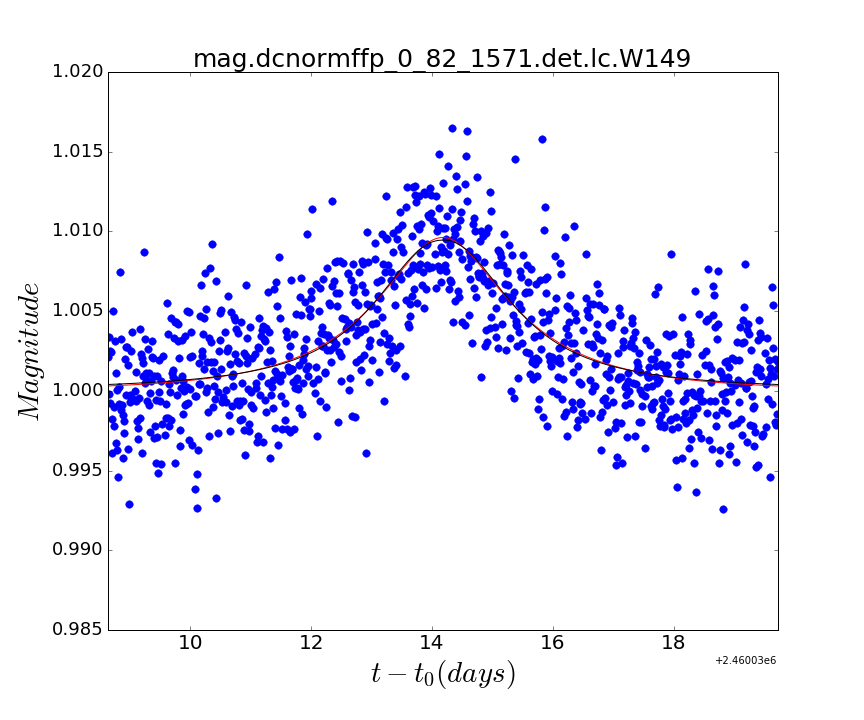 mag.dcnormffp_0_82_1571.det.lc.W149
Magnitude
1.020
1.015
1.010
1.005
1.000
0.995
0.990
0.985
10 12 14 16 18
+2.46003e6
t − t₀(days)